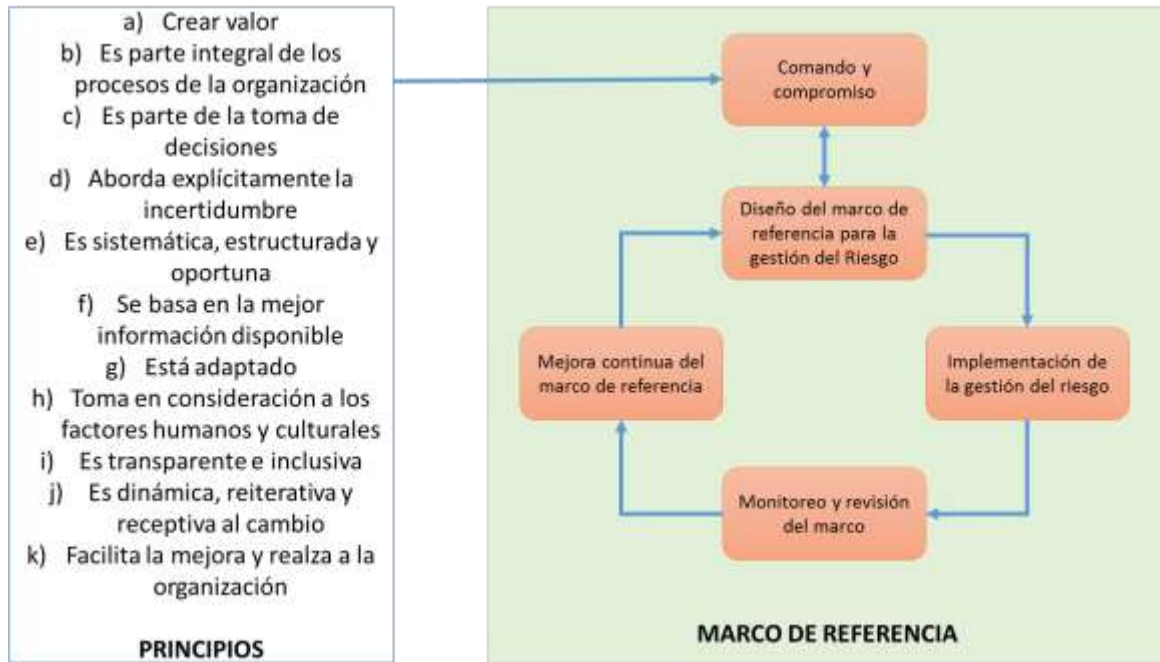 a) Crear valor
b) Es parte integral de los
procesos de la organización
c) Es parte de la toma de
decisiones
d) Aborda explícitamente la
incertidumbre
e) Es sistemática, estructurada y
oportuna
f) Se basa en la mejor
información disponible
g) Está adaptado
h) Toma en consideración a los
factores humanos y culturales
i) Es transparente e inclusiva
j) Es dinámica, reiterativa y
receptiva al cambio
k) Facilita la mejora y realza a la
organización
PRINCIPIOS
Comando y
compromiso
Diseño del marco de
referencia para la
gestión del Riesgo
Mejora continua del
marco de referencia
Implementación de
la gestión del riesgo
Monitoreo y revisión
del marco
MARCO DE REFERENCIA